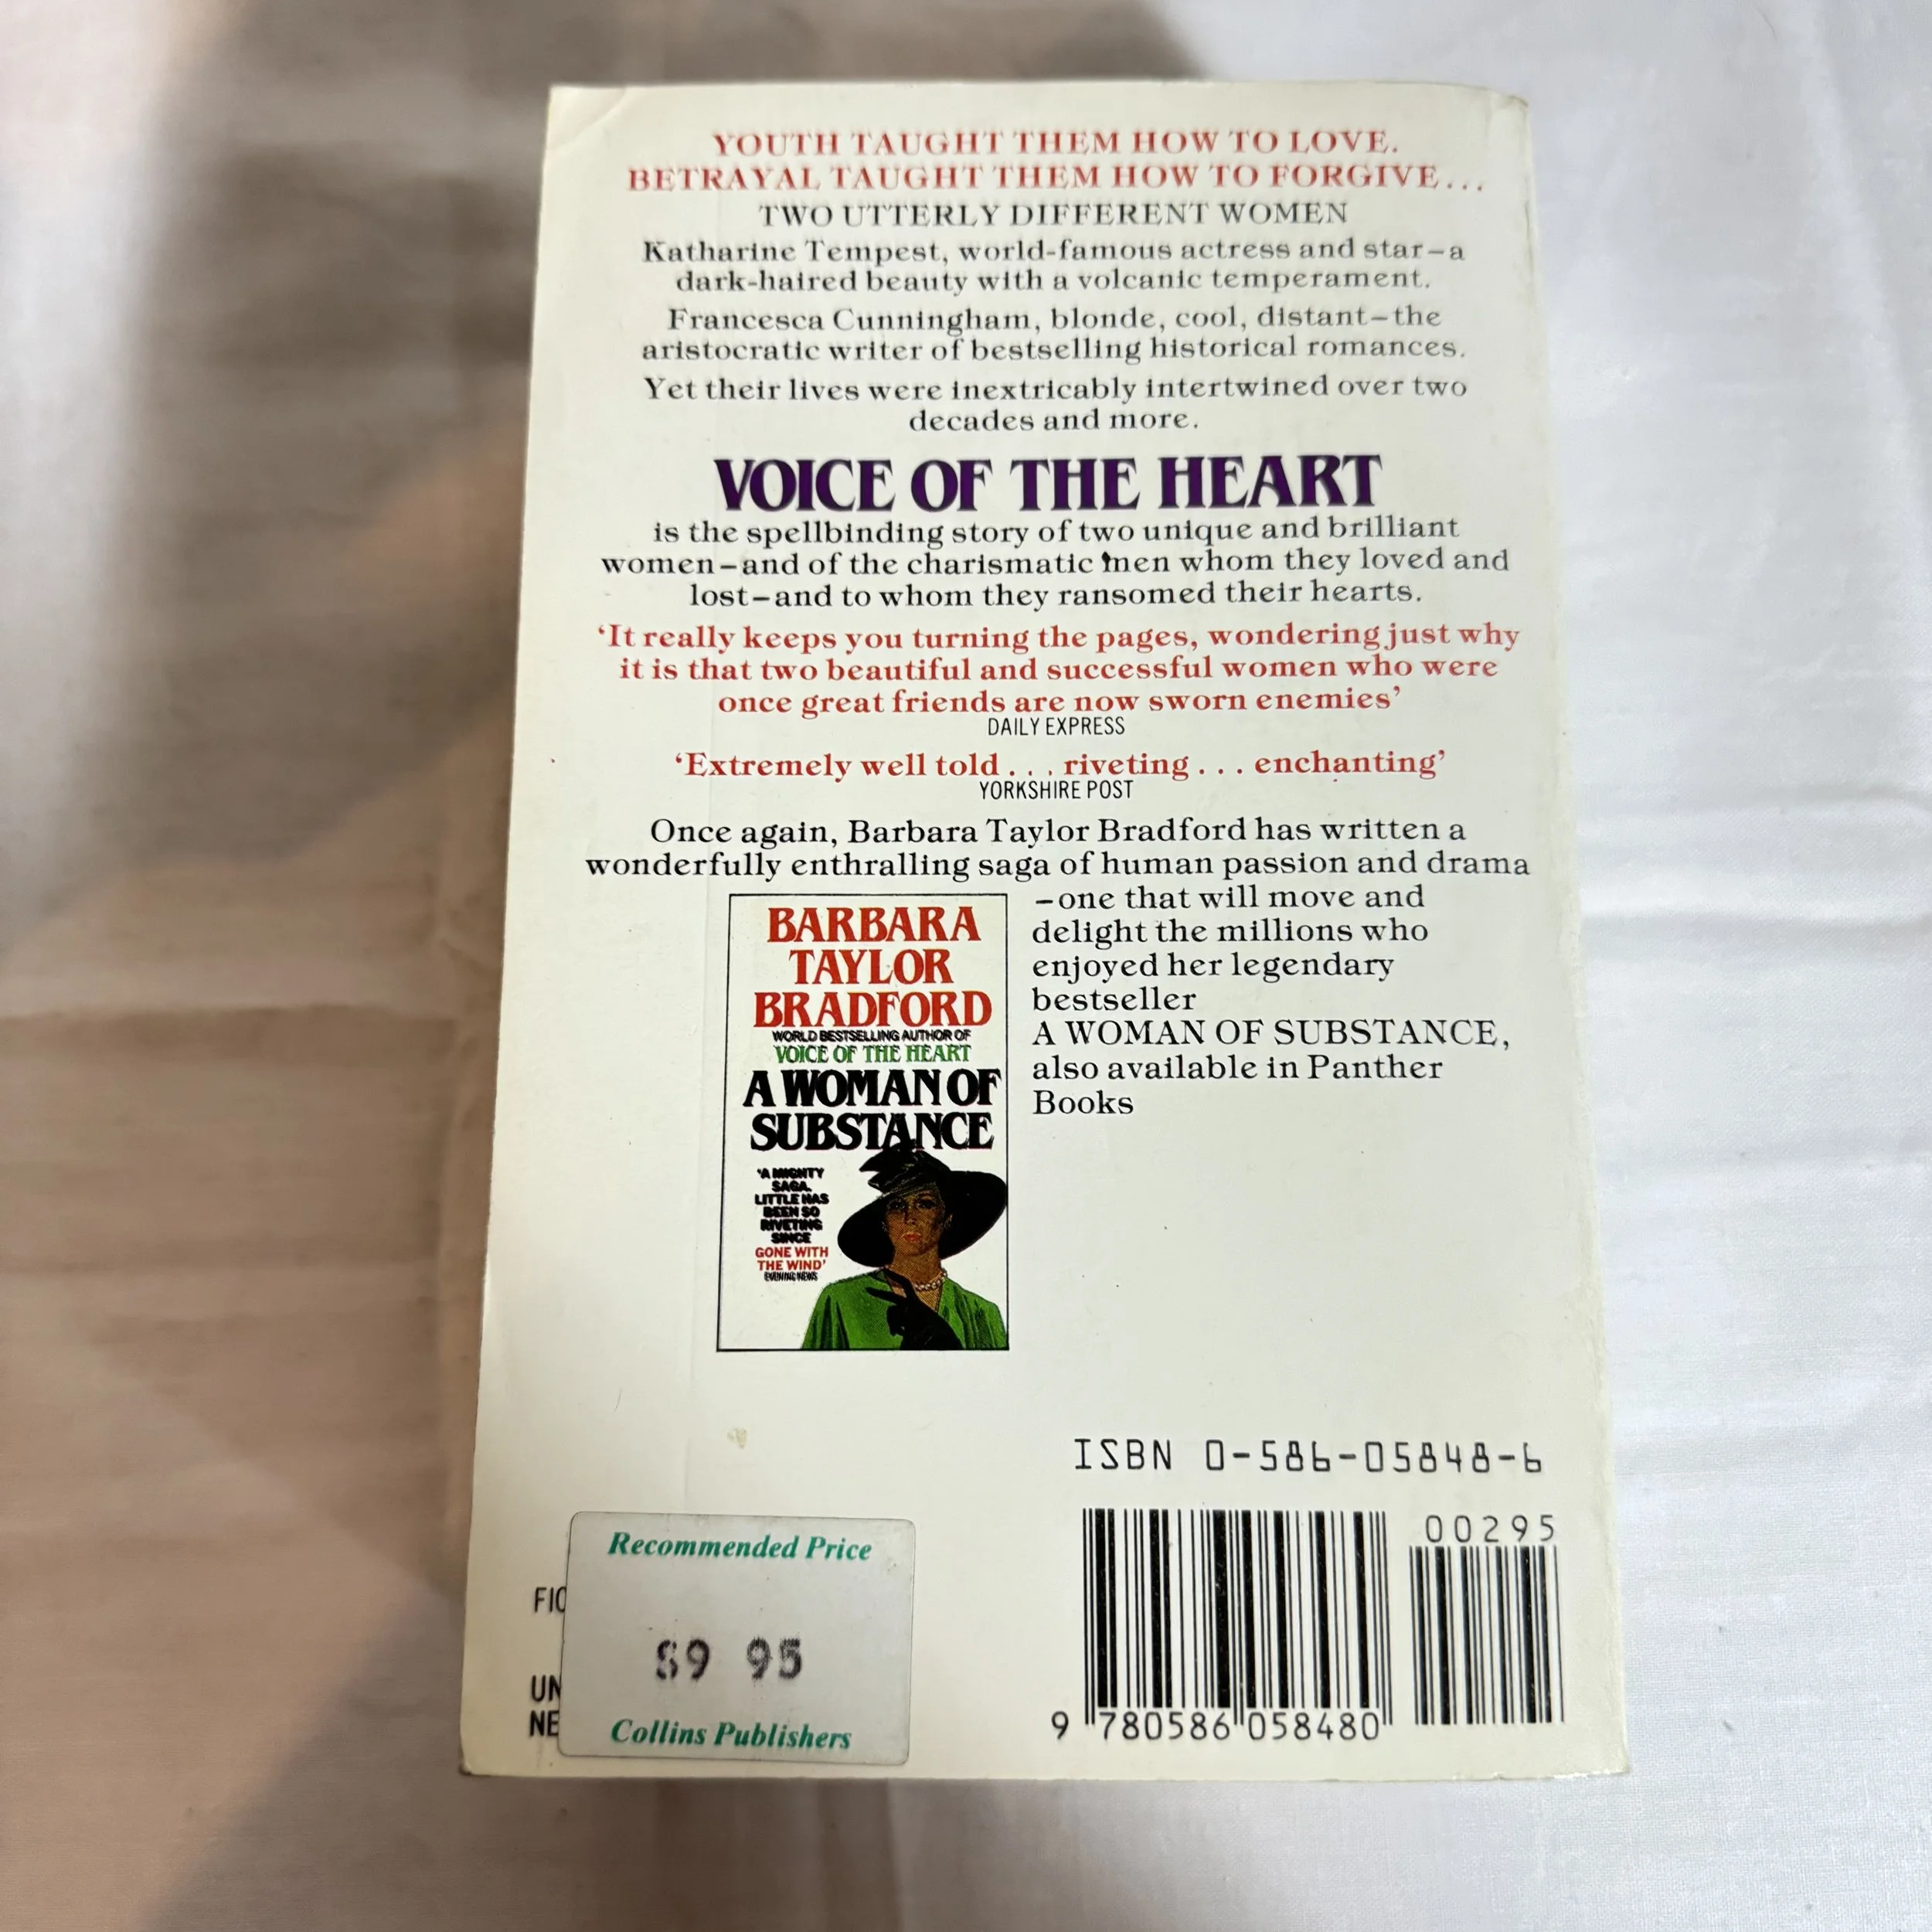 YOUTH TAUGHT THEM HOW TO LOVE.
BETRAYAL TAUGHT THEM HOW TO FORGIVE...
TWO UTTERLY DIFFERENT WOMEN
Katharine Tempest, world-famous actress and star–a
dark-haired beauty with a volcanic temperament.
Francesca Cunningham, blonde, cool, distant–the
aristocratic writer of bestselling historical romances.
Yet their lives were inextricably intertwined over two
decades and more.
VOICE OF THE HEART
is the spellbinding story of two unique and brilliant
women–and of the charismatic men whom they loved and
lost–and to whom they ransomed their hearts.
‘It really keeps you turning the pages, wondering just why
it is that two beautiful and successful women who were
once great friends are now sworn enemies’
DAILY EXPRESS
‘Extremely well told... riveting... enchanting’
YORKSHIRE POST
Once again, Barbara Taylor Bradford has written a
wonderfully enthralling saga of human passion and drama
–one that will move and
delight the millions who
enjoyed her legendary
bestseller
A WOMAN OF SUBSTANCE,
also available in Panther
Books
BARBARA
TAYLOR
BRADFORD
WORLD BESTSELLING AUTHOR OF
VOICE OF THE HEART
A WOMAN OF
SUBSTANCE
‘A MIGHTY
SAGA.
LITTLE HAS
BEEN SO
RIVETING
SINCE
GONE WITH
THE WIND’
EVENING NEWS
ISBN 0-586-05848-6
00295
9 780586 058480
FIC
UN
NE
Recommended Price
$9 95
Collins Publishers